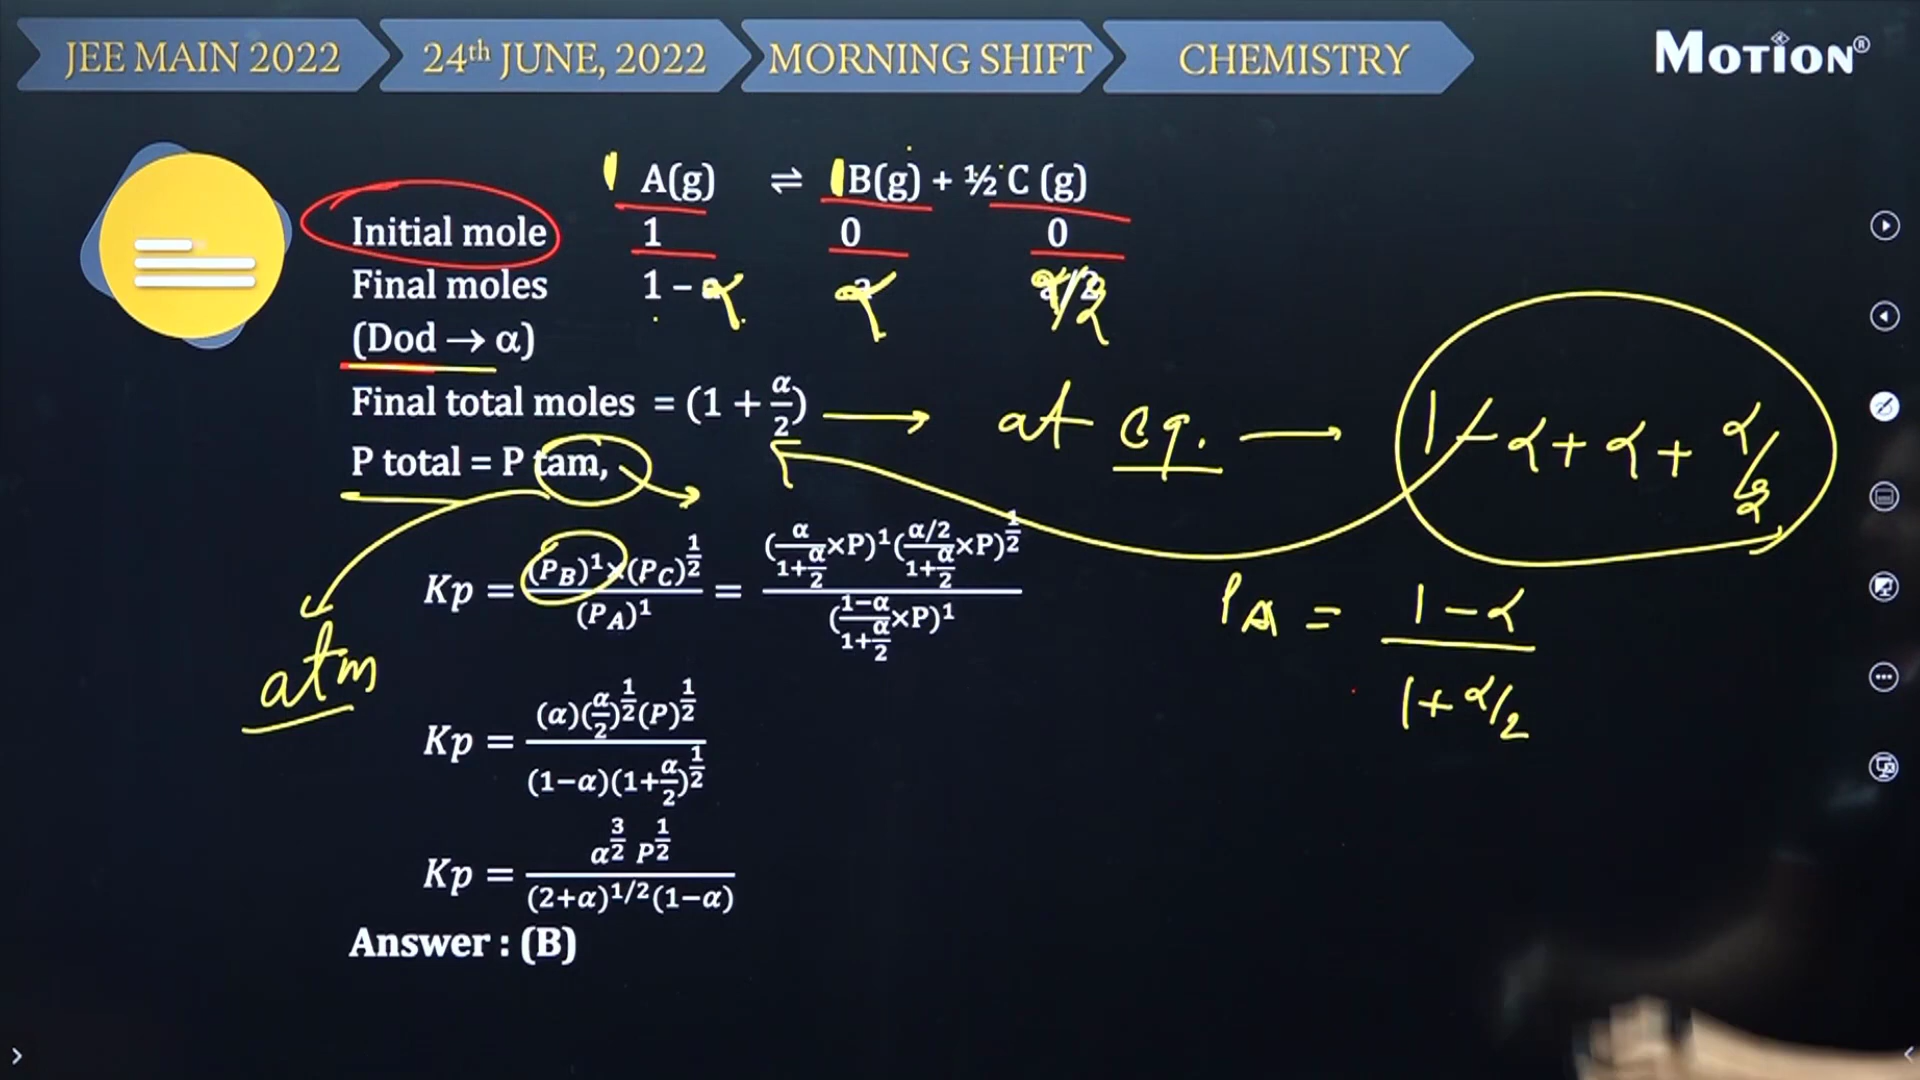 JEE MAIN 2022 24th JUNE, 2022 MORNING SHIFT CHEMISTRY MOTION®
A(g) ⇌ B(g) + ½ C (g)
Initial mole 1 0 0
Final moles 1 − α α α/2
(Dod → α)
Final total moles = (1 + α/2) → at eq. → 1 − α + α + α/2
P total = P tam,
atm
Kp = (P_B)^1×(P_C)^1/2 / (P_A)^1 = (α/(1+α/2)×P)^1((α/2)/(1+α/2)×P)^1/2 / ((1−α)/(1+α/2)×P)^1
P_A = (1 − α)/(1 + α/2)
Kp = (α)(α/2)^1/2(P)^1/2 / (1−α)(1+α/2)^1/2
Kp = α^3/2 P^1/2 / (2+α)^1/2(1−α)
Answer : (B)